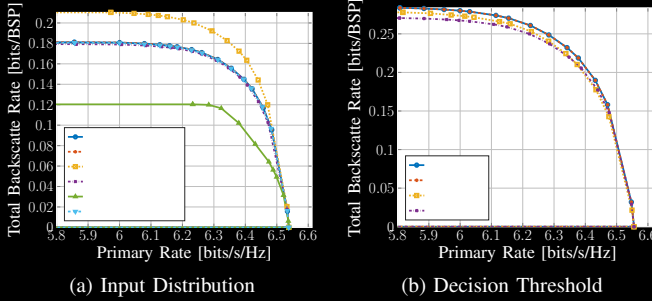 Total Backscatte Rate [bits/BSP]
0.2
0.18
0.16
0.14
0.12
0.1
0.08
0.06
0.04
0.02
0
5.8 5.9 6 6.1 6.2 6.3 6.4 6.5 6.6
Primary Rate [bits/s/Hz]
(a) Input Distribution
Total Backscatte Rate [bits/BSP]
0.25
0.2
0.15
0.1
0.05
0
5.8 5.9 6 6.1 6.2 6.3 6.4 6.5 6.6
Primary Rate [bits/s/Hz]
(b) Decision Threshold